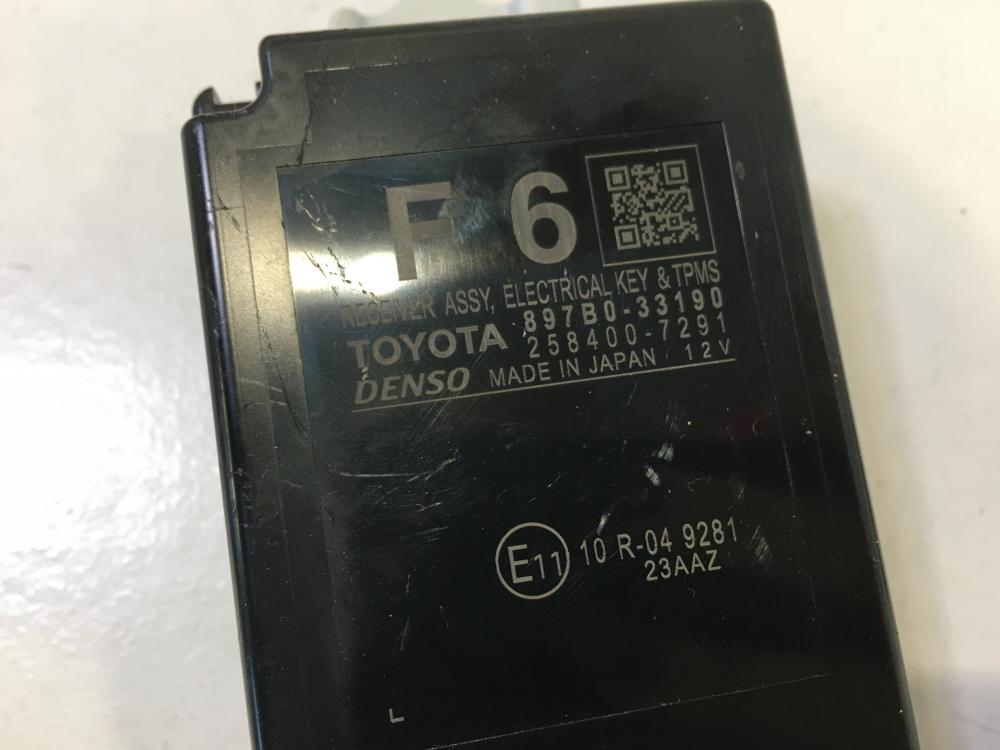 F 6
RECEIVER ASSY, ELECTRICAL KEY & TPMS
TOYOTA 897B0-33190
258400-7291
DENSO MADE IN JAPAN 12V
E11 10 R-04 9281
23AAZ